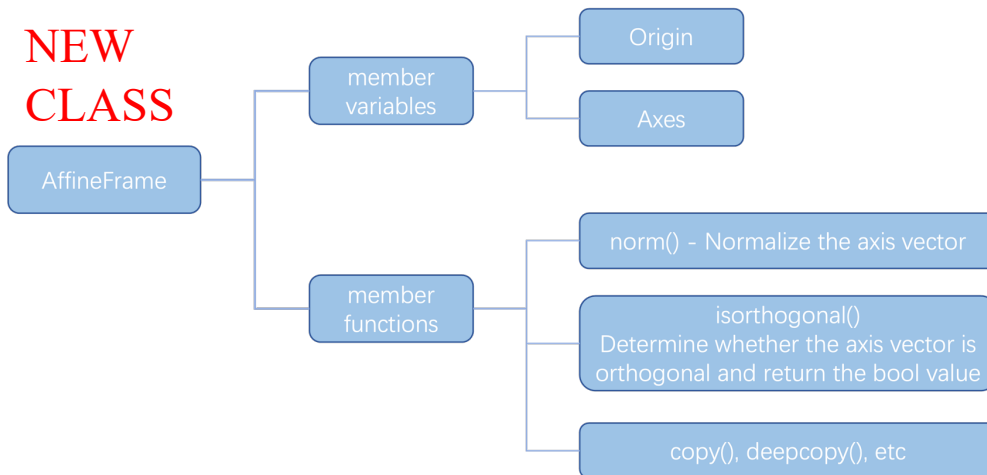 NEW
CLASS
AffineFrame
member
variables
Origin
Axes
member
functions
norm() - Normalize the axis vector
isorthogonal()
Determine whether the axis vector is
orthogonal and return the bool value
copy(), deepcopy(), etc